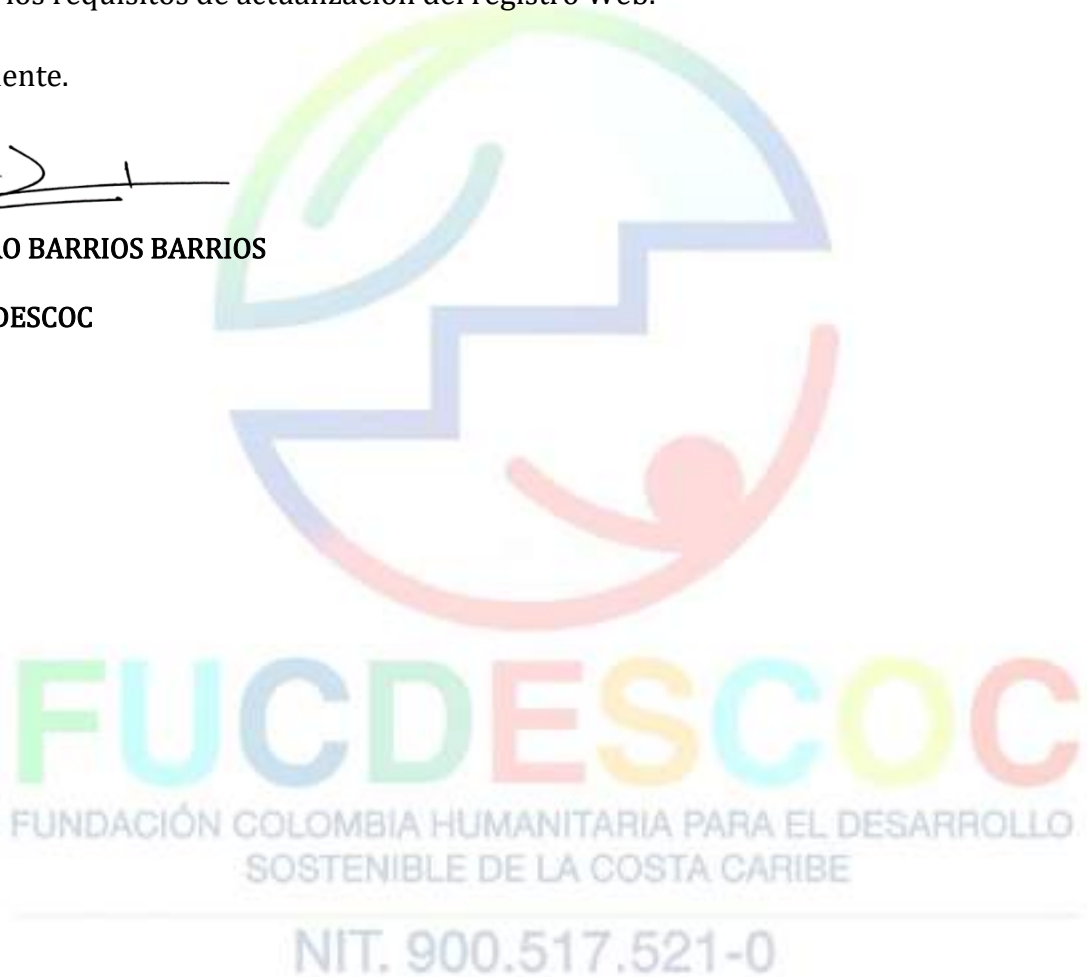 los requisitos de actualización del registro Web.
ente.
O BARRIOS BARRIOS
DESCOC
FUCDESCOC
FUNDACIÓN COLOMBIA HUMANITARIA PARA EL DESARROLLO
SOSTENIBLE DE LA COSTA CARIBE
NIT. 900.517.521-0